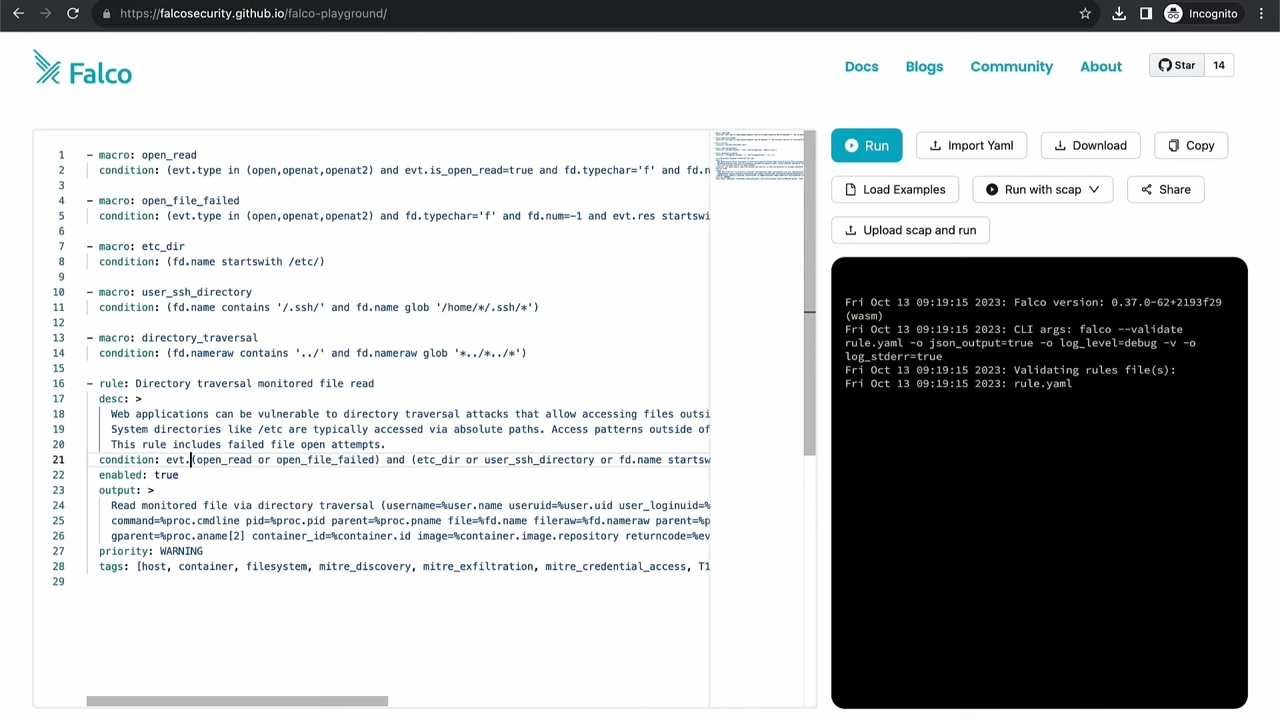 https://falcosecurity.github.io/falco-playground/
Incognito
Falco
Docs Blogs Community About Star 14
1 - macro: open_read
2 condition: (evt.type in (open,openat,openat2) and evt.is_open_read=true and fd.typechar='f' and fd.n
3
4 - macro: open_file_failed
5 condition: (evt.type in (open,openat,openat2) and fd.typechar='f' and fd.num=-1 and evt.res startswi
6
7 - macro: etc_dir
8 condition: (fd.name startswith /etc/)
9
10 - macro: user_ssh_directory
11 condition: (fd.name contains '/.ssh/' and fd.name glob '/home/*/.ssh/*')
12
13 - macro: directory_traversal
14 condition: (fd.nameraw contains '../' and fd.nameraw glob '*../*../*')
15
16 - rule: Directory traversal monitored file read
17 desc: >
18 Web applications can be vulnerable to directory traversal attacks that allow accessing files outsi
19 System directories like /etc are typically accessed via absolute paths. Access patterns outside of
20 This rule includes failed file open attempts.
21 condition: evt.(open_read or open_file_failed) and (etc_dir or user_ssh_directory or fd.name startsw
22 enabled: true
23 output: >
24 Read monitored file via directory traversal (username=%user.name useruid=%user.uid user_loginuid=%
25 command=%proc.cmdline pid=%proc.pid parent=%proc.pname file=%fd.name fileraw=%fd.nameraw parent=%p
26 gparent=%proc.aname[2] container_id=%container.id image=%container.image.repository returncode=%ev
27 priority: WARNING
28 tags: [host, container, filesystem, mitre_discovery, mitre_exfiltration, mitre_credential_access, T1
29
Run Import Yaml Download Copy
Load Examples Run with scap Share
Upload scap and run
Fri Oct 13 09:19:15 2023: Falco version: 0.37.0-62+2193f29
(wasm)
Fri Oct 13 09:19:15 2023: CLI args: falco --validate
rule.yaml -o json_output=true -o log_level=debug -v -o
log_stderr=true
Fri Oct 13 09:19:15 2023: Validating rules file(s):
Fri Oct 13 09:19:15 2023: rule.yaml